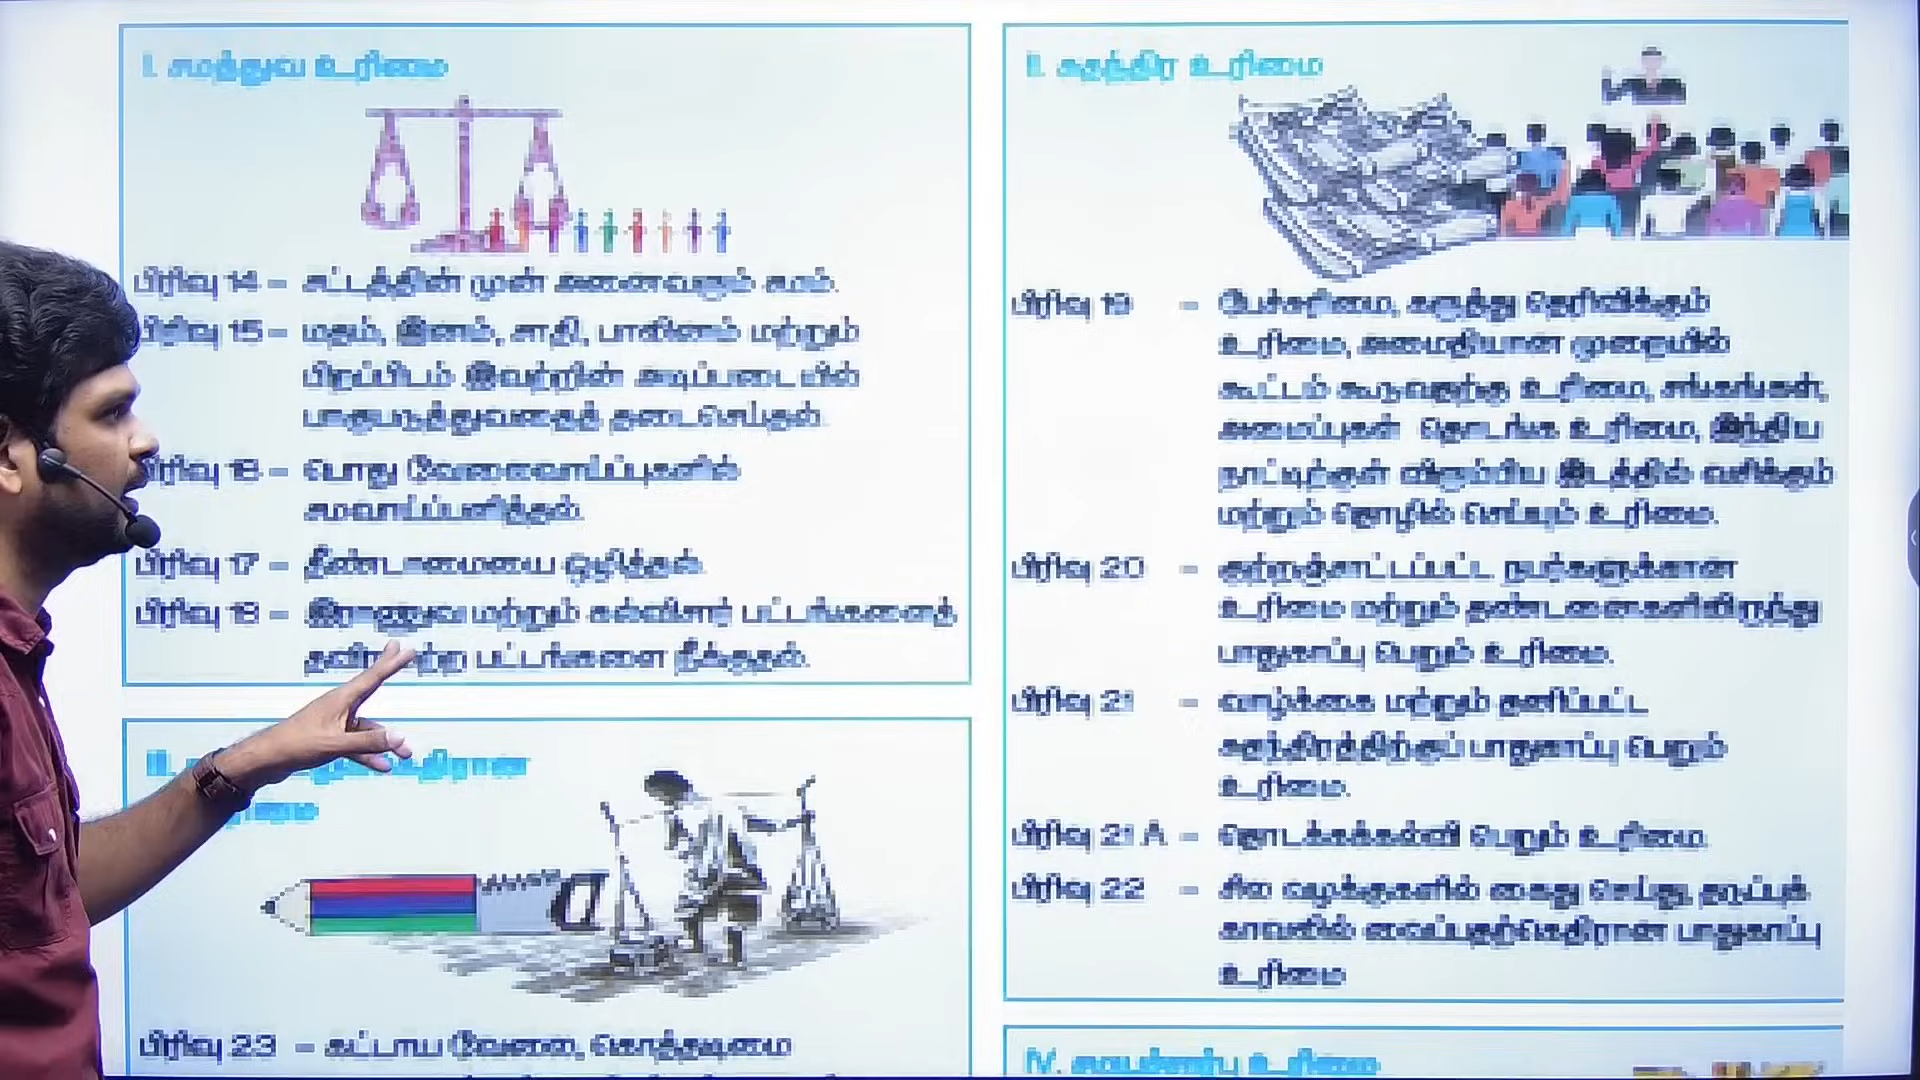 I. சமத்துவ உரிமை
பிரிவு 14 – சட்டத்தின் முன் அனைவரும் சமம்.
பிரிவு 15 – மதம், இனம், சாதி, பாலினம் மற்றும்
பிறப்பிடம் இவற்றின் அடிப்படையில்
பாகுபடுத்துவதைத் தடைசெய்தல்.
பிரிவு 16 – பொது வேலைவாய்ப்புகளில்
சமவாய்ப்பளித்தல்.
பிரிவு 17 – தீண்டாமையை ஒழித்தல்.
பிரிவு 18 – இராணுவ மற்றும் கல்விசார் பட்டங்களைத்
தவிர மற்ற பட்டங்களை நீக்குதல்.
II. சுதந்திர உரிமை
பிரிவு 19 – பேச்சுரிமை, கருத்து தெரிவிக்கும்
உரிமை, அமைதியான முறையில்
கூட்டம் கூடுவதற்கு உரிமை, சங்கங்கள்,
அமைப்புகள் தொடங்க உரிமை, இந்திய
நாட்டிற்குள் விரும்பிய இடத்தில் வசிக்கும்
மற்றும் தொழில் செய்யும் உரிமை.
பிரிவு 20 – குற்றஞ்சாட்டப்பட்ட நபர்களுக்கான
உரிமை மற்றும் தண்டனைகளிலிருந்து
பாதுகாப்பு பெறும் உரிமை.
பிரிவு 21 – வாழ்க்கை மற்றும் தனிப்பட்ட
சுதந்திரத்திற்குப் பாதுகாப்பு பெறும்
உரிமை.
பிரிவு 21 A – தொடக்கக்கல்வி பெறும் உரிமை
பிரிவு 22 – சில வழக்குகளில் கைது செய்து, தடுப்புக்
காவலில் வைப்பதற்கெதிரான பாதுகாப்பு
உரிமை
பிரிவு 23 – கட்டாய வேலை, கொத்தடிமை